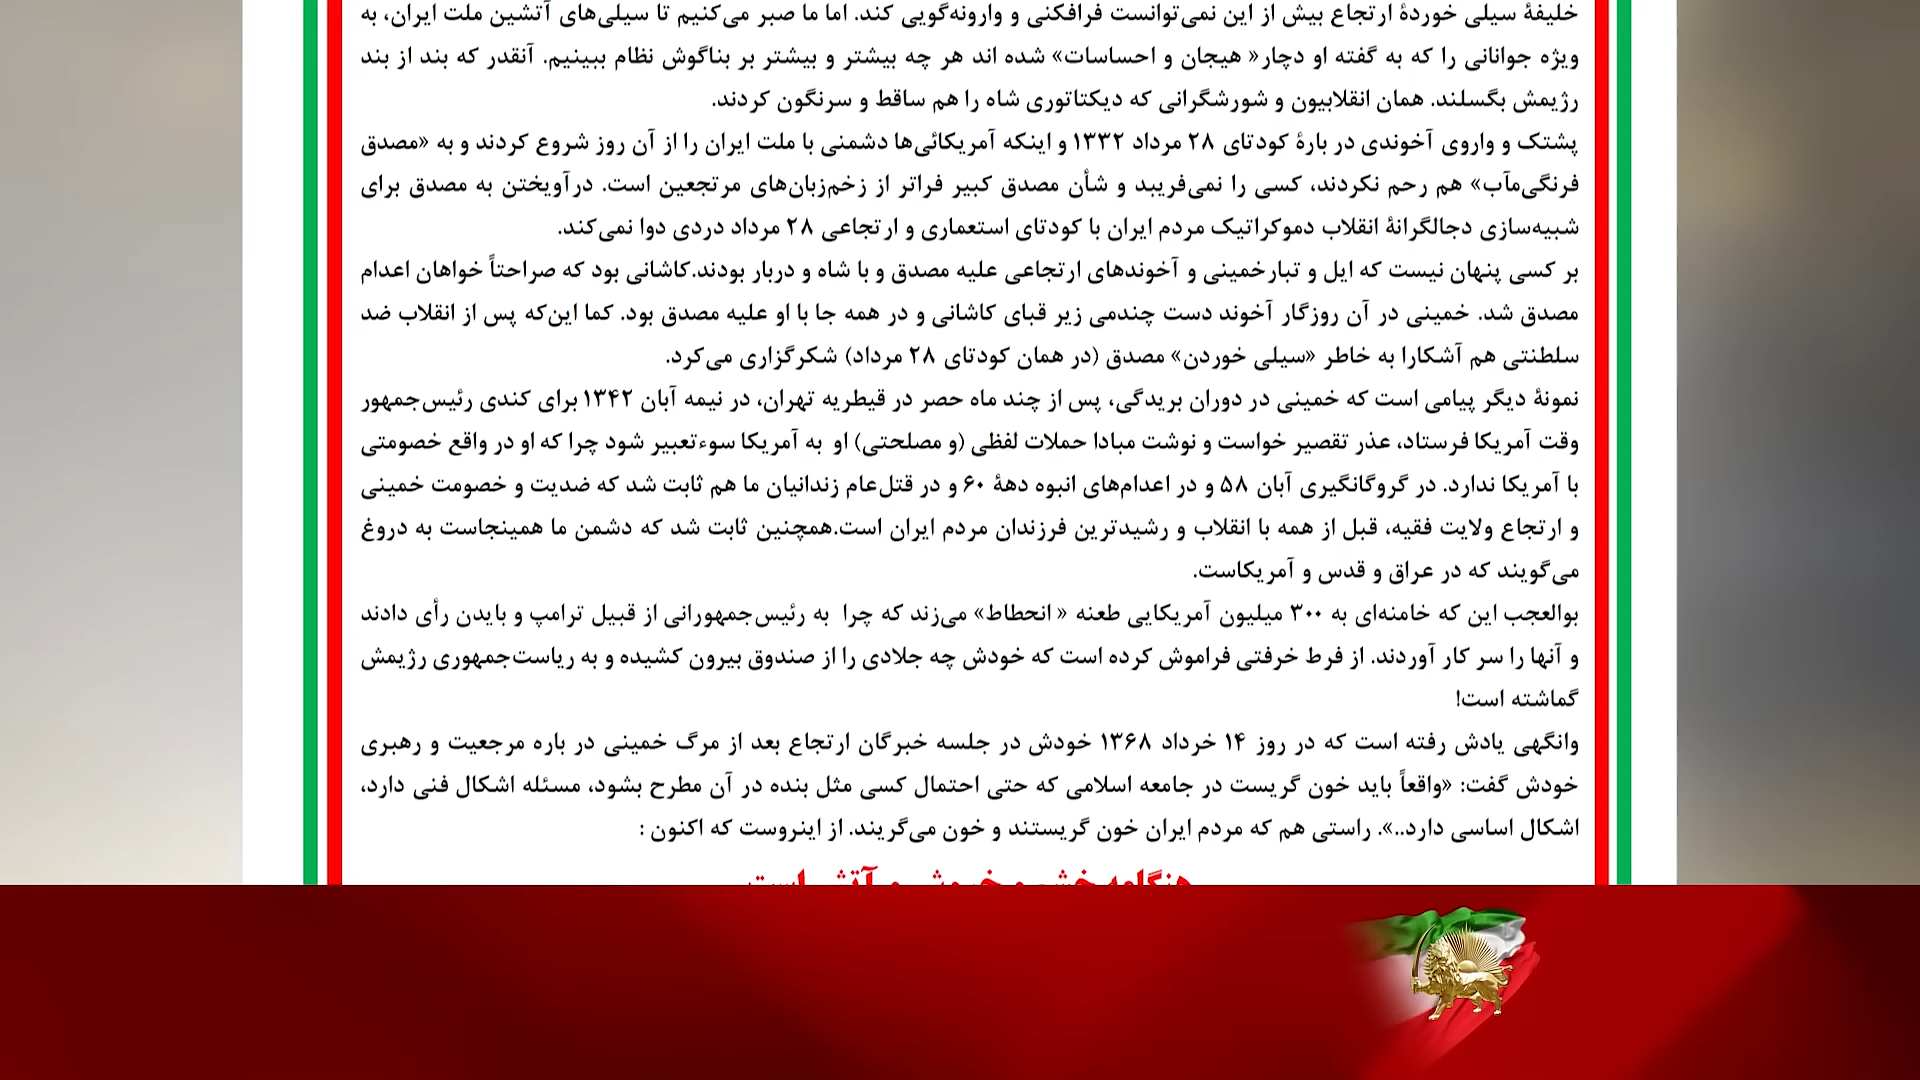 خلیفهٔ سیلی خوردهٔ ارتجاع بیش از این نمی‌توانست فرافکنی و وارونه‌گویی کند. اما ما صبر می‌کنیم تا سیلی‌های آتشین ملت ایران، به
ویژه جوانانی را که به گفته او دچار« هیجان و احساسات» شده اند هر چه بیشتر و بیشتر بر بناگوش نظام ببینیم. آنقدر که بند از بند
رژیمش بگسلند. همان انقلابیون و شورشگرانی که دیکتاتوری شاه را هم ساقط و سرنگون کردند.
پشتک و واروی آخوندی در بارهٔ کودتای ۲۸ مرداد ۱۳۳۲ و اینکه آمریکائی‌ها دشمنی با ملت ایران را از آن روز شروع کردند و به «مصدق
فرنگی‌مآب» هم رحم نکردند، کسی را نمی‌فریبد و شأن مصدق کبیر فراتر از زخم‌زبان‌های مرتجعین است. درآویختن به مصدق برای
شبیه‌سازی دجالگرانهٔ انقلاب دموکراتیک مردم ایران با کودتای استعماری و ارتجاعی ۲۸ مرداد دردی دوا نمی‌کند.
بر کسی پنهان نیست که ایل و تبارخمینی و آخوندهای ارتجاعی علیه مصدق و با شاه و دربار بودند.کاشانی بود که صراحتاً خواهان اعدام
مصدق شد. خمینی در آن روزگار آخوند دست چندمی زیر قبای کاشانی و در همه جا با او علیه مصدق بود. کما این‌که پس از انقلاب ضد
سلطنتی هم آشکارا به خاطر «سیلی خوردن» مصدق (در همان کودتای ۲۸ مرداد) شکرگزاری می‌کرد.
نمونهٔ دیگر پیامی است که خمینی در دوران بریدگی، پس از چند ماه حصر در قیطریه تهران، در نیمه آبان ۱۳۴۲ برای کندی رئیس‌جمهور
وقت آمریکا فرستاد، عذر تقصیر خواست و نوشت مبادا حملات لفظی (و مصلحتی) او به آمریکا سوءتعبیر شود چرا که او در واقع خصومتی
با آمریکا ندارد. در گروگانگیری آبان ۵۸ و در اعدام‌های انبوه دههٔ ۶۰ و در قتل‌عام زندانیان ما هم ثابت شد که ضدیت و خصومت خمینی
و ارتجاع ولایت فقیه، قبل از همه با انقلاب و رشیدترین فرزندان مردم ایران است.همچنین ثابت شد که دشمن ما همینجاست به دروغ
می‌گویند که در عراق و قدس و آمریکاست.
بوالعجب این که خامنه‌ای به ۳۰۰ میلیون آمریکایی طعنه « انحطاط» می‌زند که چرا به رئیس‌جمهورانی از قبیل ترامپ و بایدن رأی دادند
و آنها را سر کار آوردند. از فرط خرفتی فراموش کرده است که خودش چه جلادی را از صندوق بیرون کشیده و به ریاست‌جمهوری رژیمش
گماشته است!
وانگهی یادش رفته است که در روز ۱۴ خرداد ۱۳۶۸ خودش در جلسه خبرگان ارتجاع بعد از مرگ خمینی در باره مرجعیت و رهبری
خودش گفت: «واقعاً باید خون گریست در جامعه اسلامی که حتی احتمال کسی مثل بنده در آن مطرح بشود، مسئله اشکال فنی دارد،
اشکال اساسی دارد..». راستی هم که مردم ایران خون گریستند و خون می‌گریند. از اینروست که اکنون :